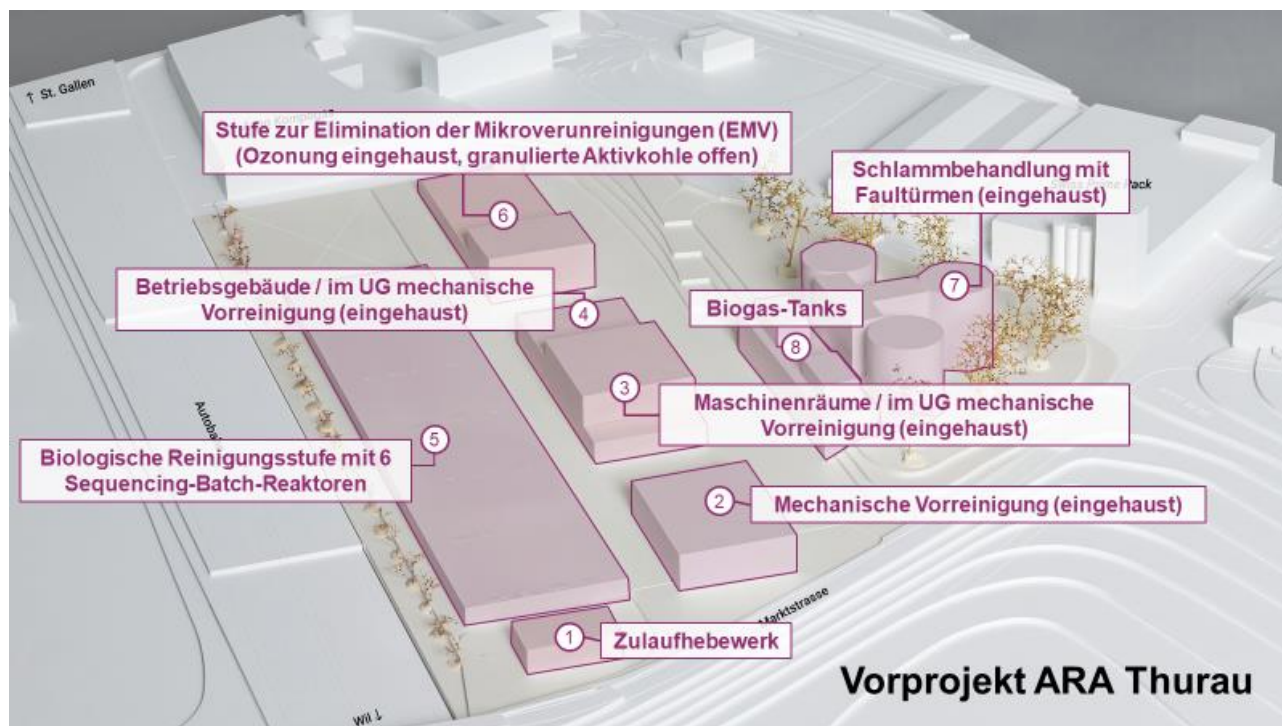 ↑ St. Gallen
Stufe zur Elimination der Mikroverunreinigungen (EMV)
(Ozonung eingehaust, granulierte Aktivkohle offen)
6
Schlammbehandlung mit
Faultürmen (eingehaust)
Pack
7
Betriebsgebäude / im UG mechanische
Vorreinigung (eingehaust)
4
Biogas-Tanks
8
3
Maschinenräume / im UG mechanische
Vorreinigung (eingehaust)
5
Biologische Reinigungsstufe mit 6
Sequencing-Batch-Reaktoren
2
Mechanische Vorreinigung (eingehaust)
Marktstrasse
1
Zulaufhebewerk
Wil ↓
Vorprojekt ARA Thurau